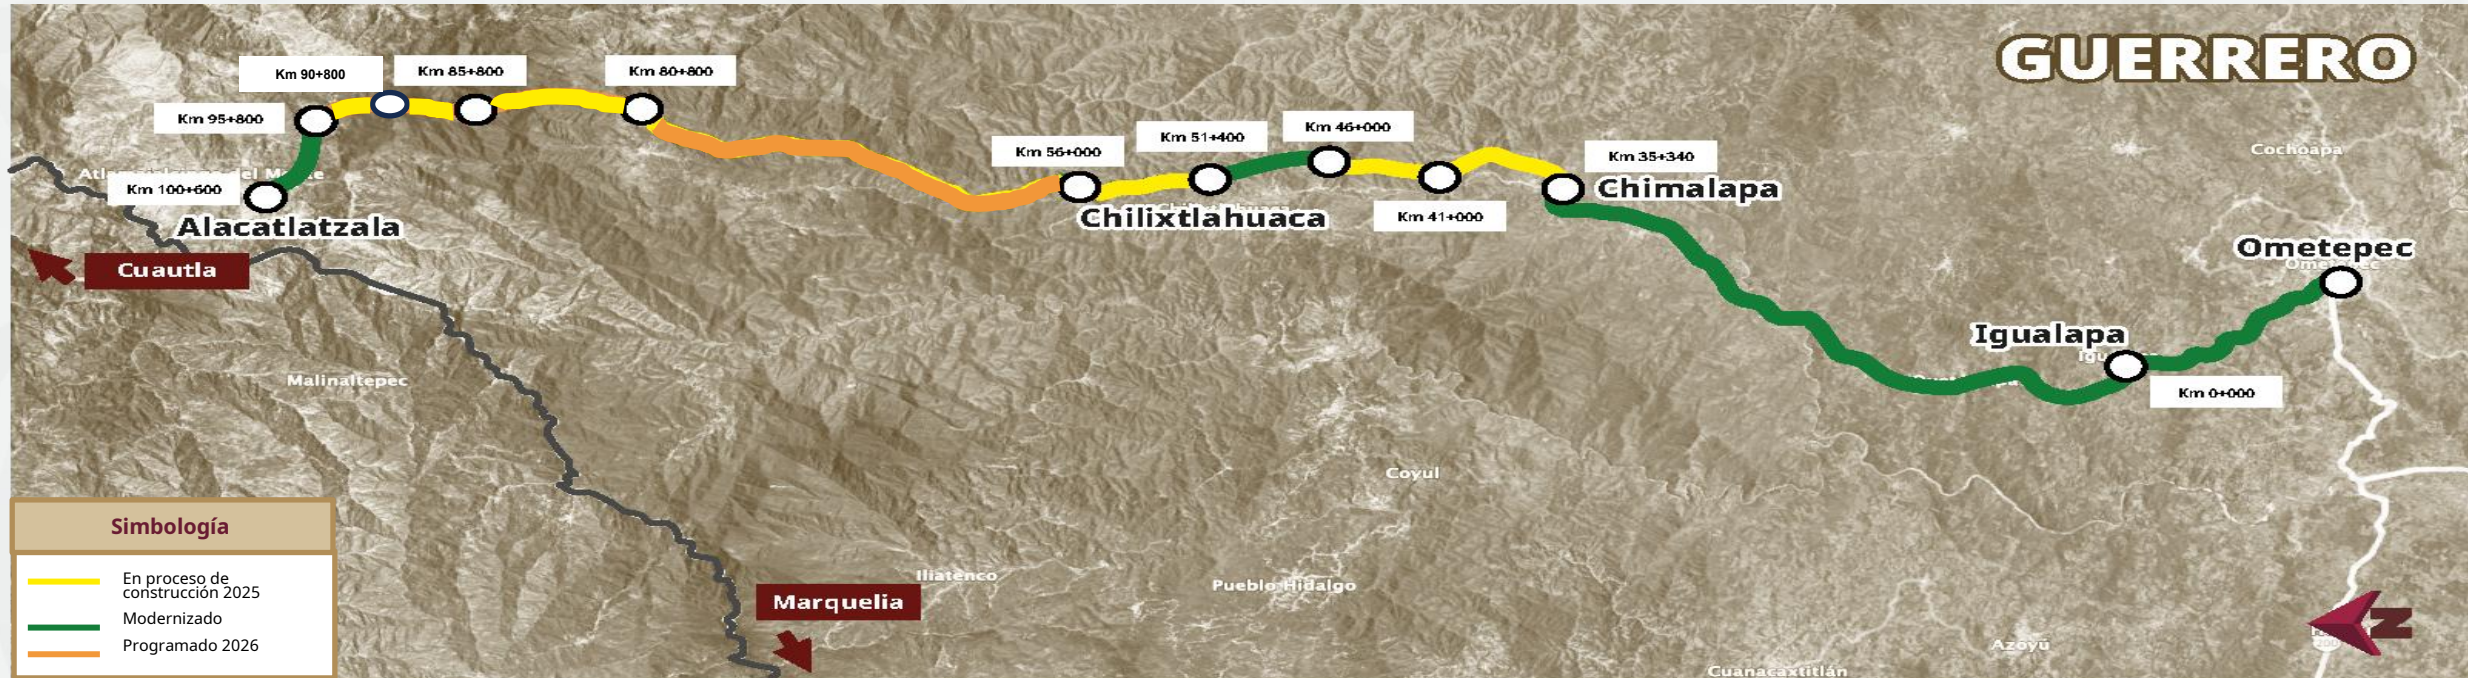 GUERRERO
Km 90+800
Km 85+800
Km 80+800
Km 95+800
Km 100+600
Alacatlatzala
Cuautla
Km 56+000
Km 51+400
Km 46+000
Km 41+000
Km 35+340
Chilixtlahuaca
Chimalapa
Cochoapa
Ometepec
Igualapa
Km 0+000
Malinaltepec
Coyul
Iliatenco
Pueblo Hidalgo
Marquelia
Azoyú
Cuanacaxtitlán
N
Simbología
En proceso de
construcción 2025
Modernizado
Programado 2026